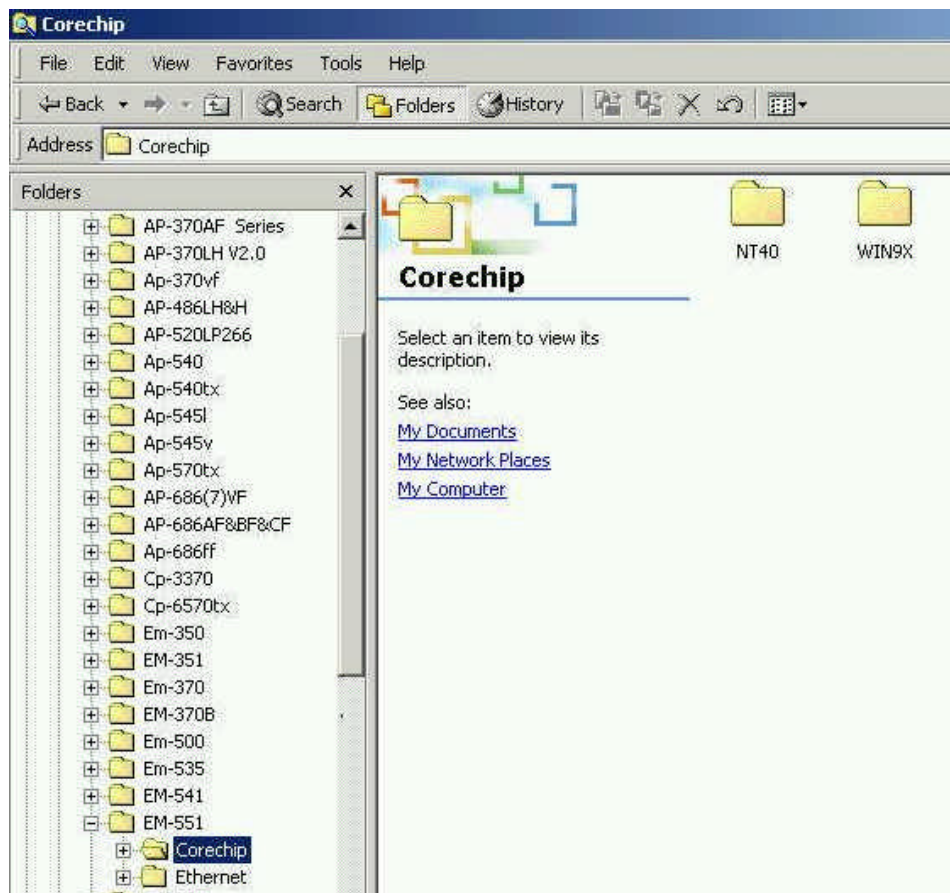 Corechip
File Edit View Favorites Tools Help
Back Search Folders History
Address Corechip
Folders
AP-370AF Series
AP-370LH V2.0
Ap-370vf
AP-486LH&H
AP-520LP266
Ap-540
Ap-540tx
Ap-545l
Ap-545v
Ap-570tx
AP-686(7)VF
AP-686AF&BF&CF
Ap-686ff
Cp-3370
Cp-6570tx
Em-350
EM-351
Em-370
EM-370B
Em-500
Em-535
EM-541
EM-551
Corechip
Ethernet
Corechip
Select an item to view its
description.
See also:
My Documents
My Network Places
My Computer
NT40 WIN9X